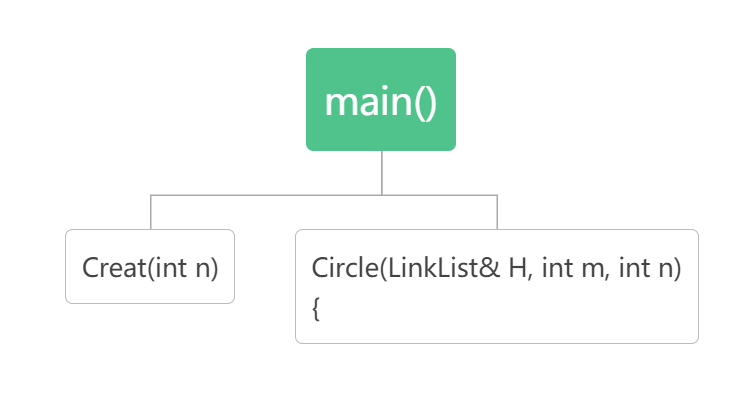 main()
Creat(int n)
Circle(LinkList& H, int m, int n)
{